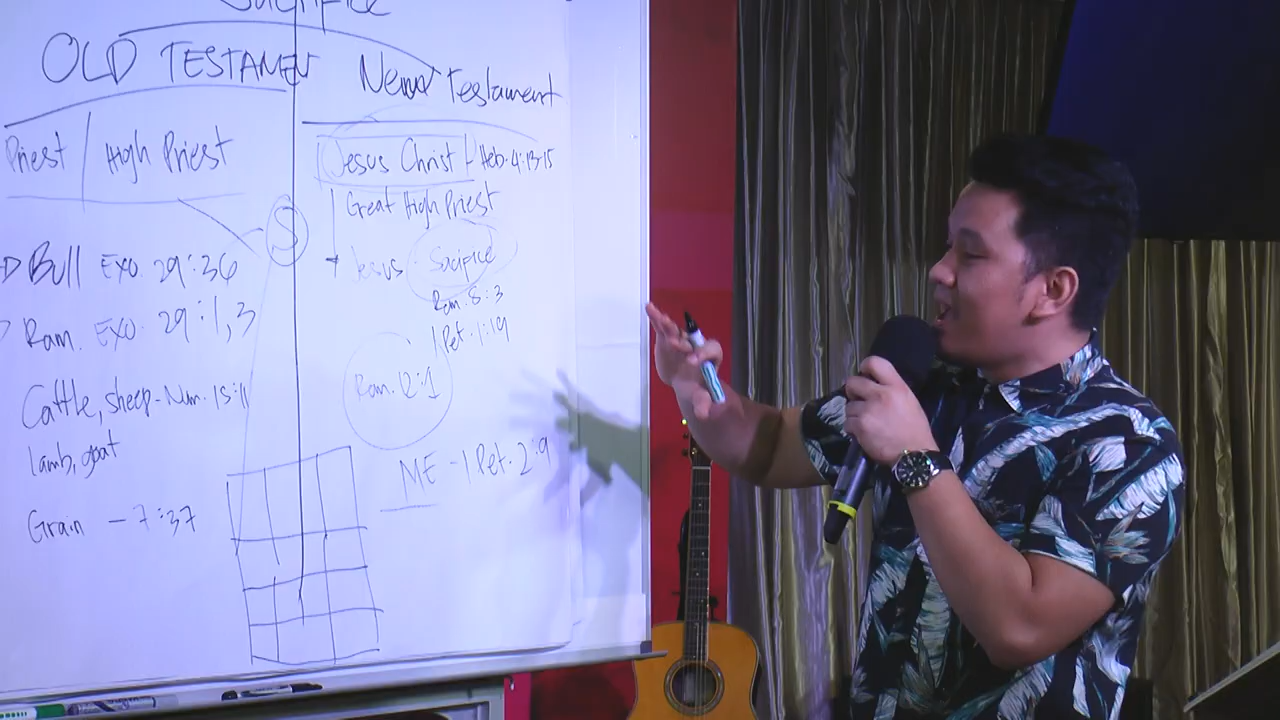 Sacrifice
OLD TESTAMENT
Priest / High Priest
Bull Exo. 29:36
Ram. Exo. 29:1,3
Cattle, sheep - Num. 15:11
lamb, goat
Grain - 7:37
S
New Testament
Jesus Christ - Heb. 4:13-15
Great High Priest
Jesus - Sacrifice
Rom. 8:3
1 Pet. 1:19
Rom. 12:1
ME - 1 Pet. 2:9